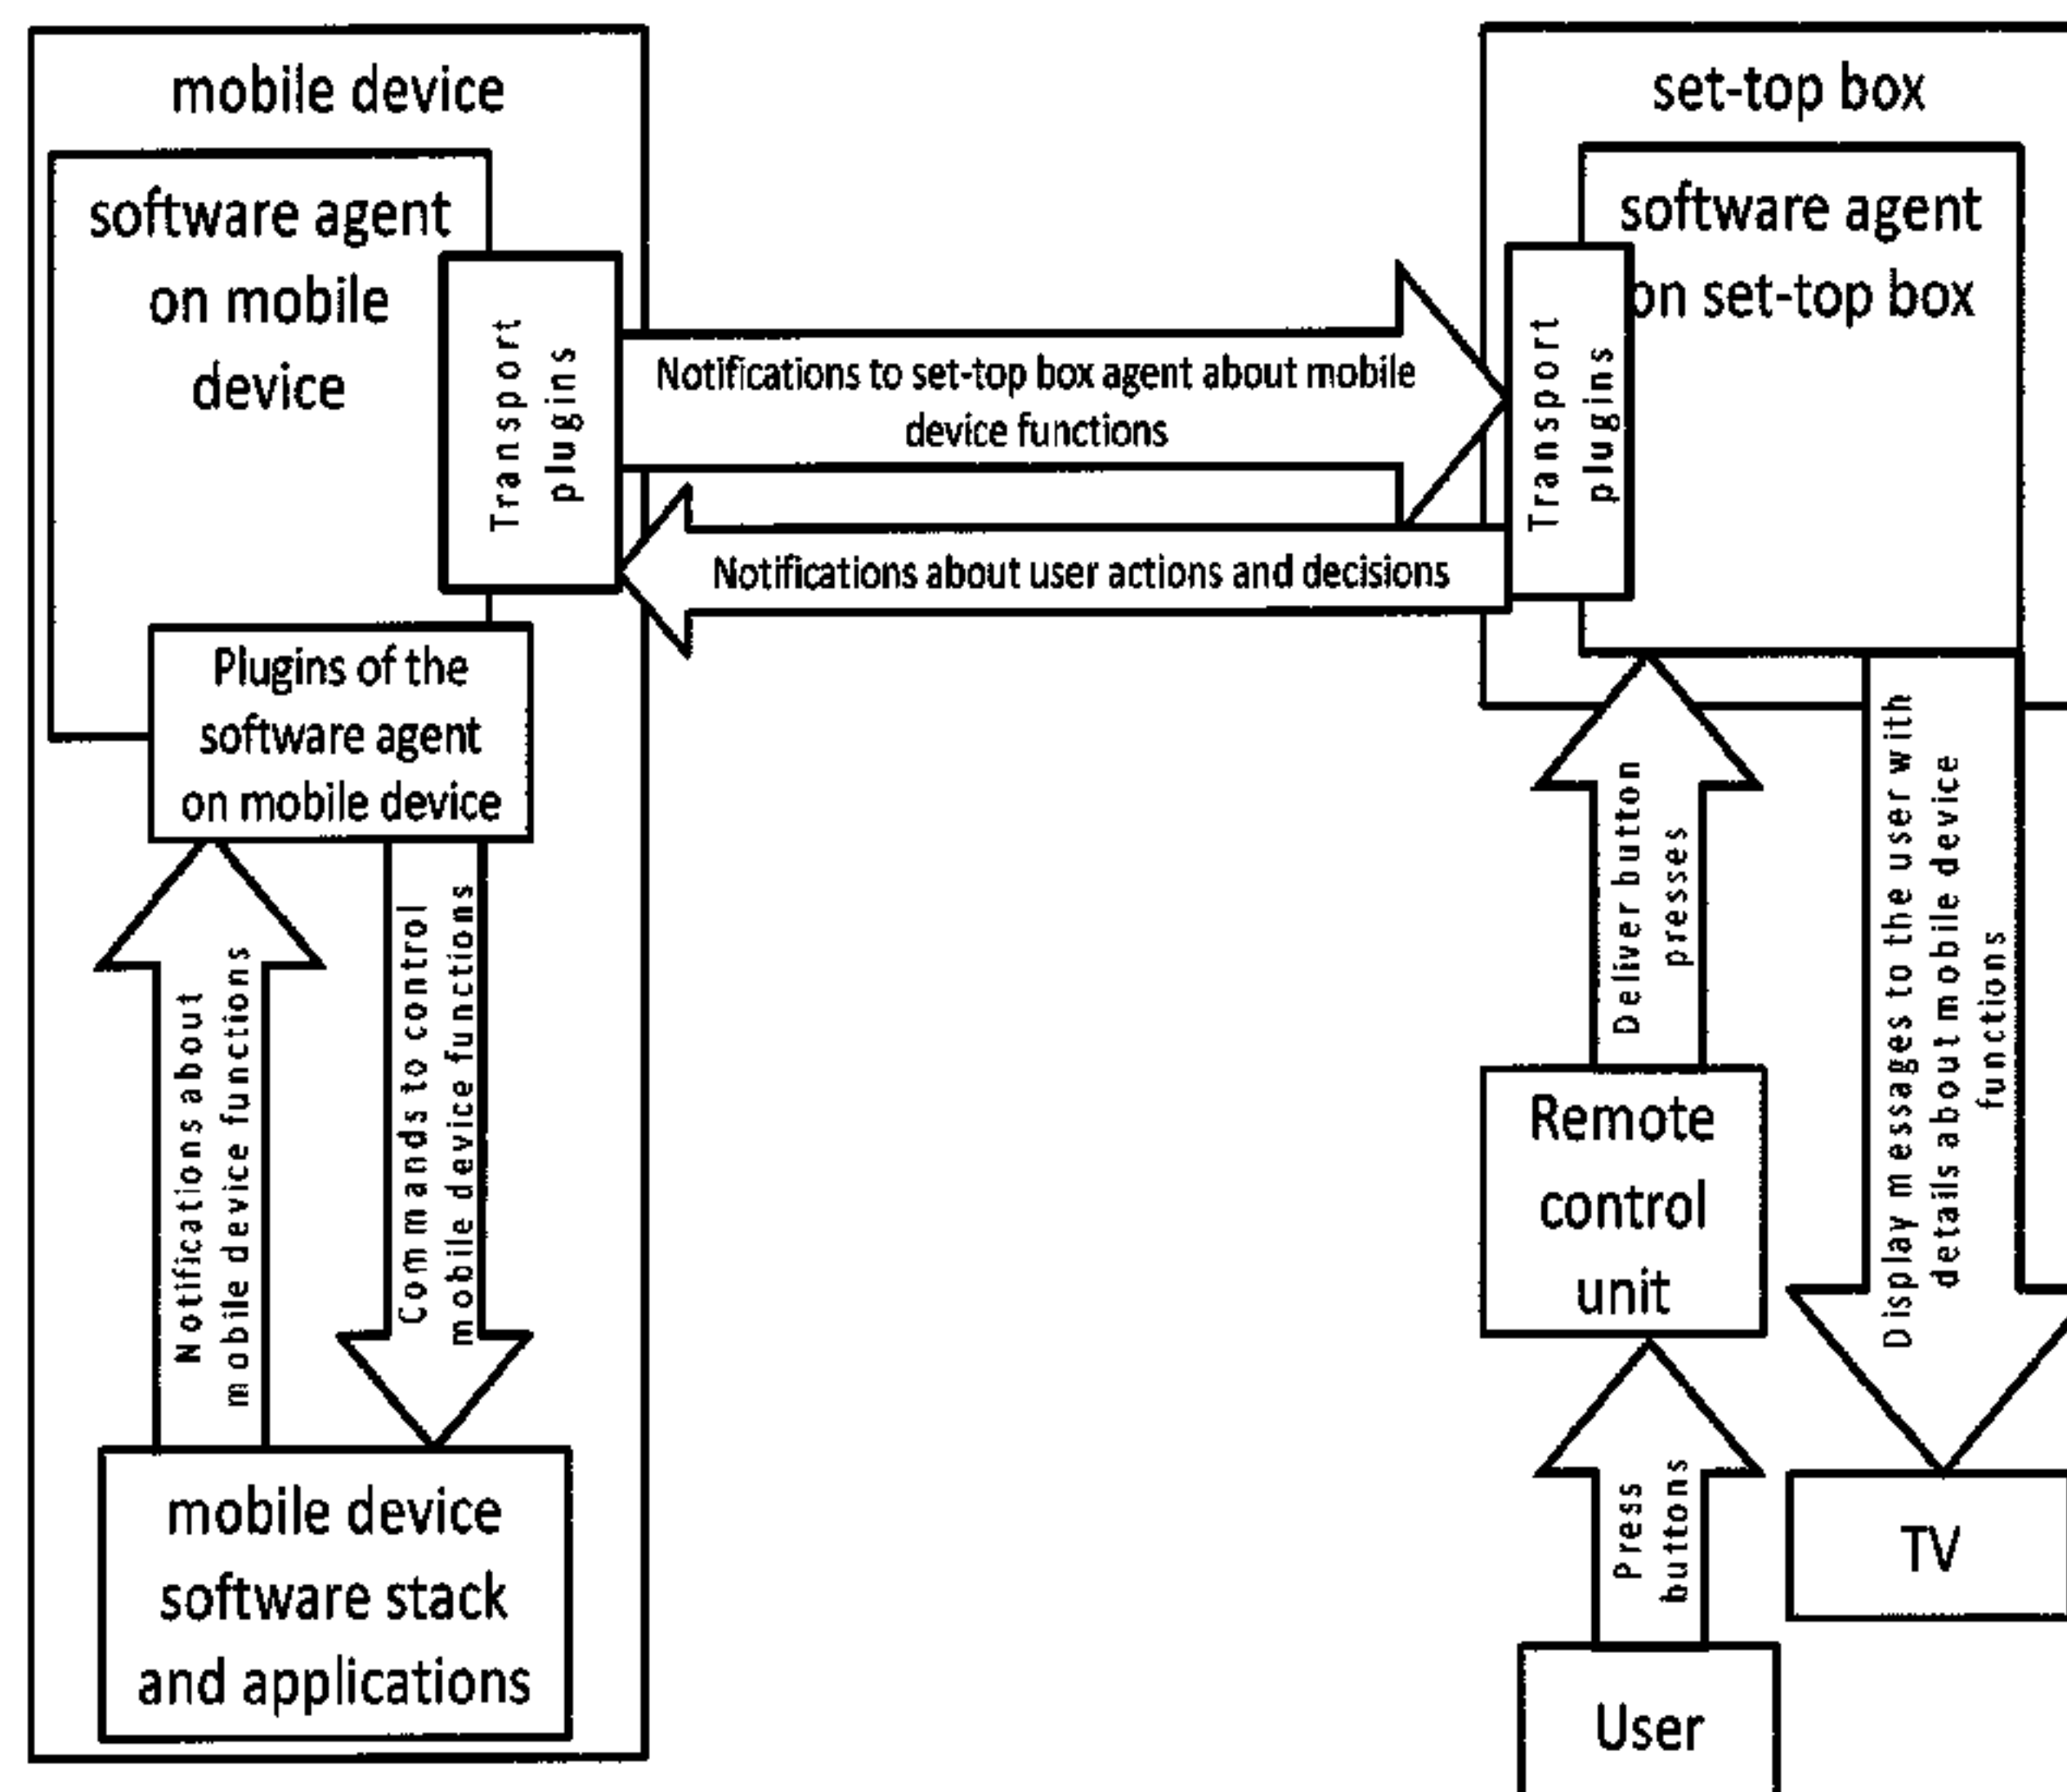 mobile device
software agent
on mobile
device
Transport
plugins
Plugins of the
software agent
on mobile device
Notifications about
mobile device functions
Commands to control
mobile device functions
mobile device
software stack
and applications
Notifications to set-top box agent about mobile
device functions
Notifications about user actions and decisions
set-top box
software agent
on set-top box
Transport
plugins
Deliver button
presses
Display messages to the user with
details about mobile device
functions
Remote
control
unit
Press
buttons
TV
User